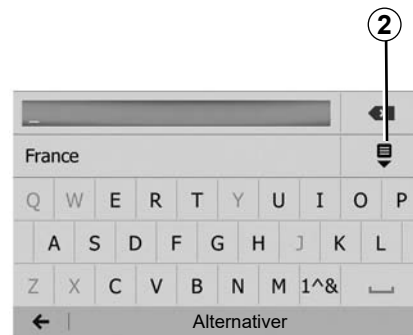 2
_
France
Q W E R T Y U I O P
A S D F G H J K L
Z X C V B N M 1^&
Alternativer